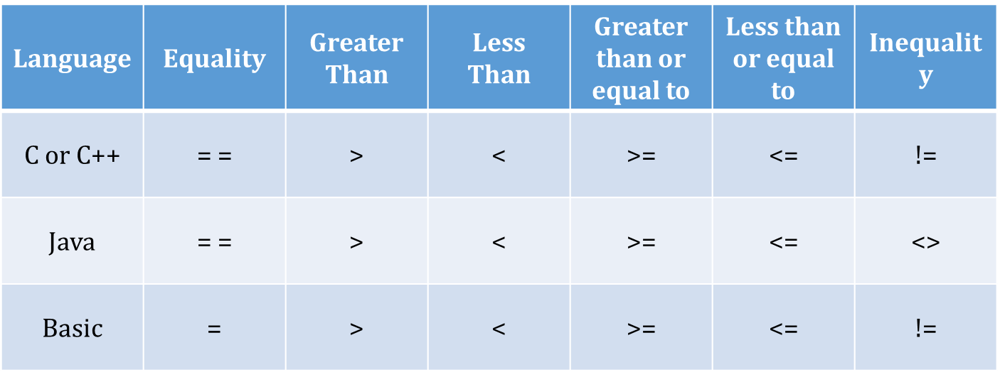 Language Equality Greater Than Less Than Greater than or equal to Less than or equal to Inequality
C or C++ = = > < >= <= !=
Java = = > < >= <= <>
Basic = > < >= <= !=